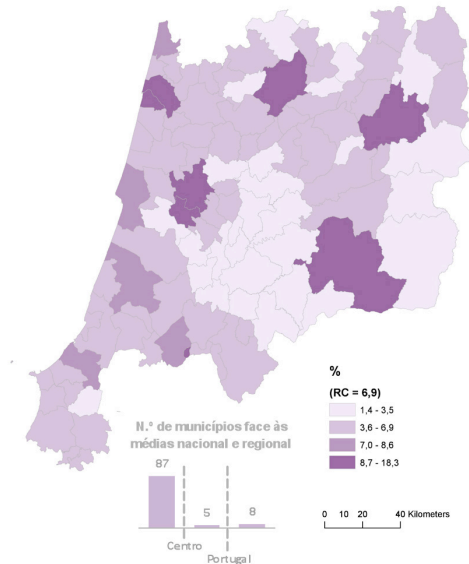 %
(RC = 6,9)
1,4 - 3,5
3,6 - 6,9
7,0 - 8,6
8,7 - 18,3
N.º de municípios face às
médias nacional e regional
87
5
8
Centro
Portugal
0 10 20 40 Kilometers